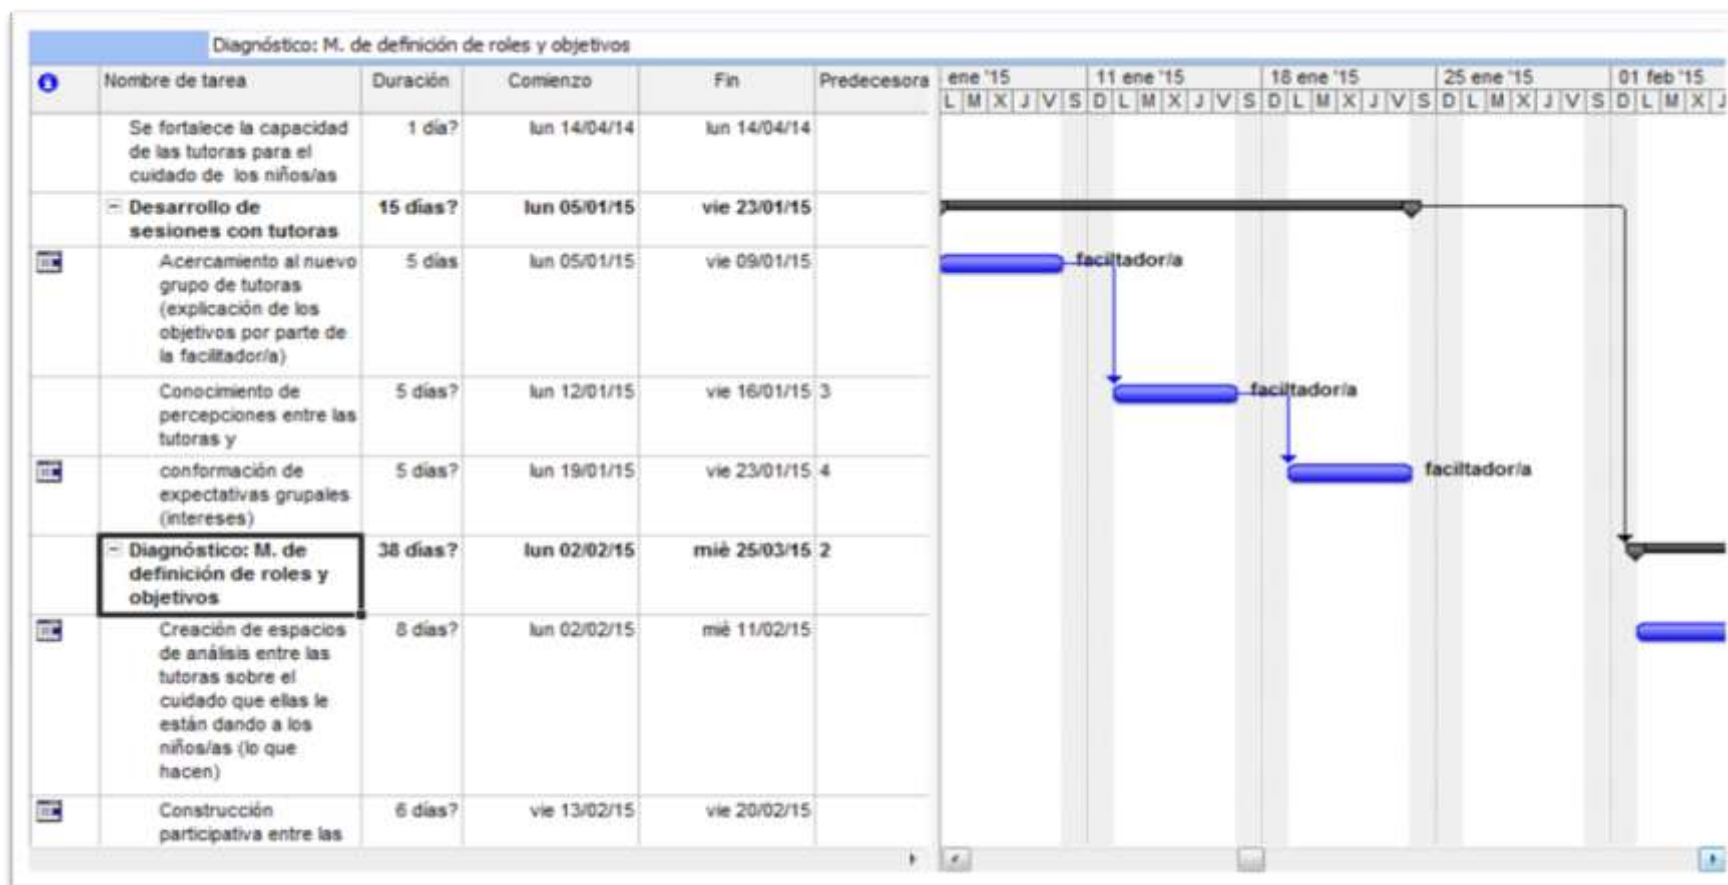 Diagnóstico: M. de definición de roles y objetivos
Nombre de tarea Duración Comienzo Fin Predecesora
ene '15 11 ene '15 18 ene '15 25 ene '15 01 feb '15
L M X J V S D L M X J V S D L M X J V S D L M X J V S D L M X J
Se fortalece la capacidad 1 día? lun 14/04/14 lun 14/04/14
de las tutoras para el
cuidado de los niños/as
Desarrollo de 15 días? lun 05/01/15 vie 23/01/15
sesiones con tutoras
Acercamiento al nuevo 5 días lun 05/01/15 vie 09/01/15 faciltador/a
grupo de tutoras
(explicación de los
objetivos por parte de
la facilitador/a)
Conocimiento de 5 días? lun 12/01/15 vie 16/01/15 3 faciltador/a
percepciones entre las
tutoras y
conformación de 5 días? lun 19/01/15 vie 23/01/15 4 faciltador/a
expectativas grupales
(intereses)
Diagnóstico: M. de 38 días? lun 02/02/15 mié 25/03/15 2
definición de roles y
objetivos
Creación de espacios 8 días? lun 02/02/15 mié 11/02/15
de análisis entre las
tutoras sobre el
cuidado que ellas le
están dando a los
niños/as (lo que
hacen)
Construcción 6 días? vie 13/02/15 vie 20/02/15
participativa entre las